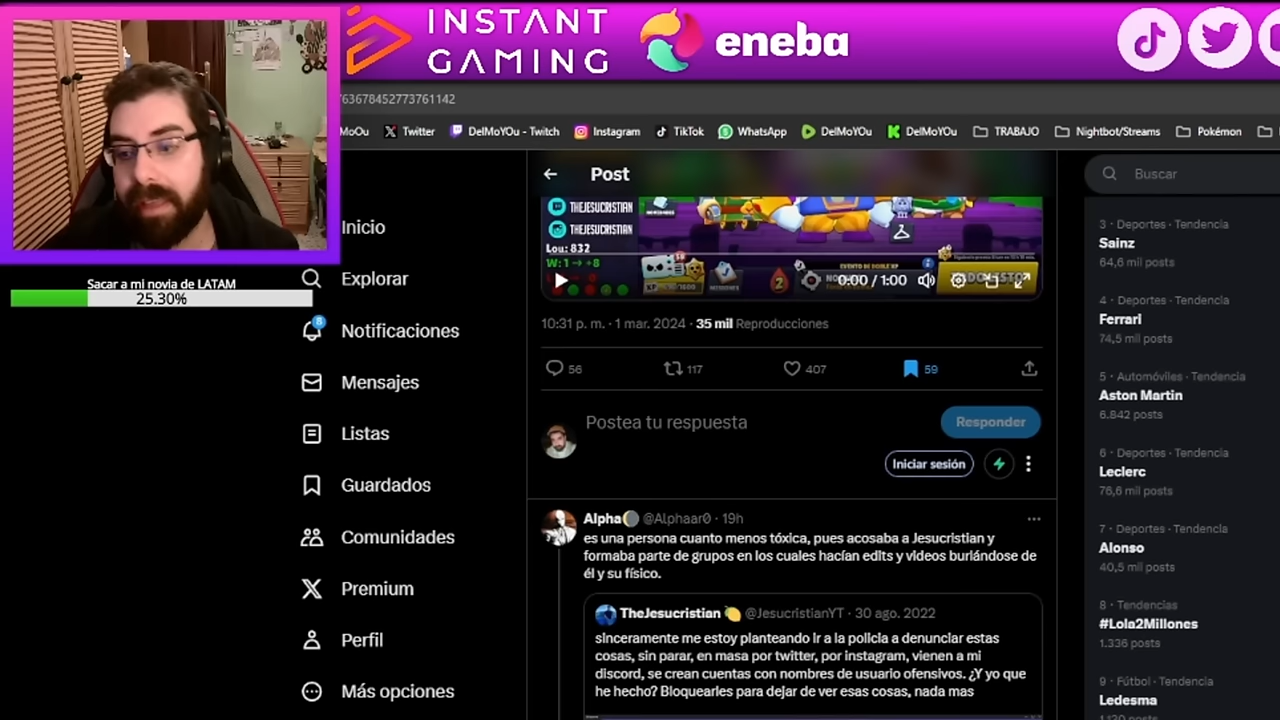 INSTANT
GAMING
eneba
763678452773761142
MoOu
Twitter
DelMoYOu - Twitch
Instagram
TikTok
WhatsApp
DelMoYOu
DelMoYOu
TRABAJO
Nightbot/Streams
Pokémon
Post
Buscar
THEJESUCRISTIAN
THEJESUCRISTIAN
Lou: 832
W: 1 → +8
0:00 / 1:00
10:31 p. m. · 1 mar. 2024 · 35 mil Reproducciones
56
117
407
59
Postea tu respuesta
Responder
Iniciar sesión
Alpha @Alphaar0 · 19h
es una persona cuanto menos tóxica, pues acosaba a Jesucristian y
formaba parte de grupos en los cuales hacían edits y videos burlándose de
él y su físico.
TheJesucristian @JesucristianYT · 30 ago. 2022
sinceramente me estoy planteando ir a la policia a denunciar estas
cosas, sin parar, en masa por twitter, por instagram, vienen a mi
discord, se crean cuentas con nombres de usuario ofensivos. ¿Y yo que
he hecho? Bloquearles para dejar de ver esas cosas, nada mas
Sacar a mi novia de LATAM
25.30%
Inicio
Explorar
8
Notificaciones
Mensajes
Listas
Guardados
Comunidades
Premium
Perfil
Más opciones
3 · Deportes · Tendencia
Sainz
64,6 mil posts
4 · Deportes · Tendencia
Ferrari
74,5 mil posts
5 · Automóviles · Tendencia
Aston Martin
6.842 posts
6 · Deportes · Tendencia
Leclerc
76,6 mil posts
7 · Deportes · Tendencia
Alonso
40,5 mil posts
8 · Tendencias
#Lola2Millones
1.336 posts
9 · Fútbol · Tendencia
Ledesma